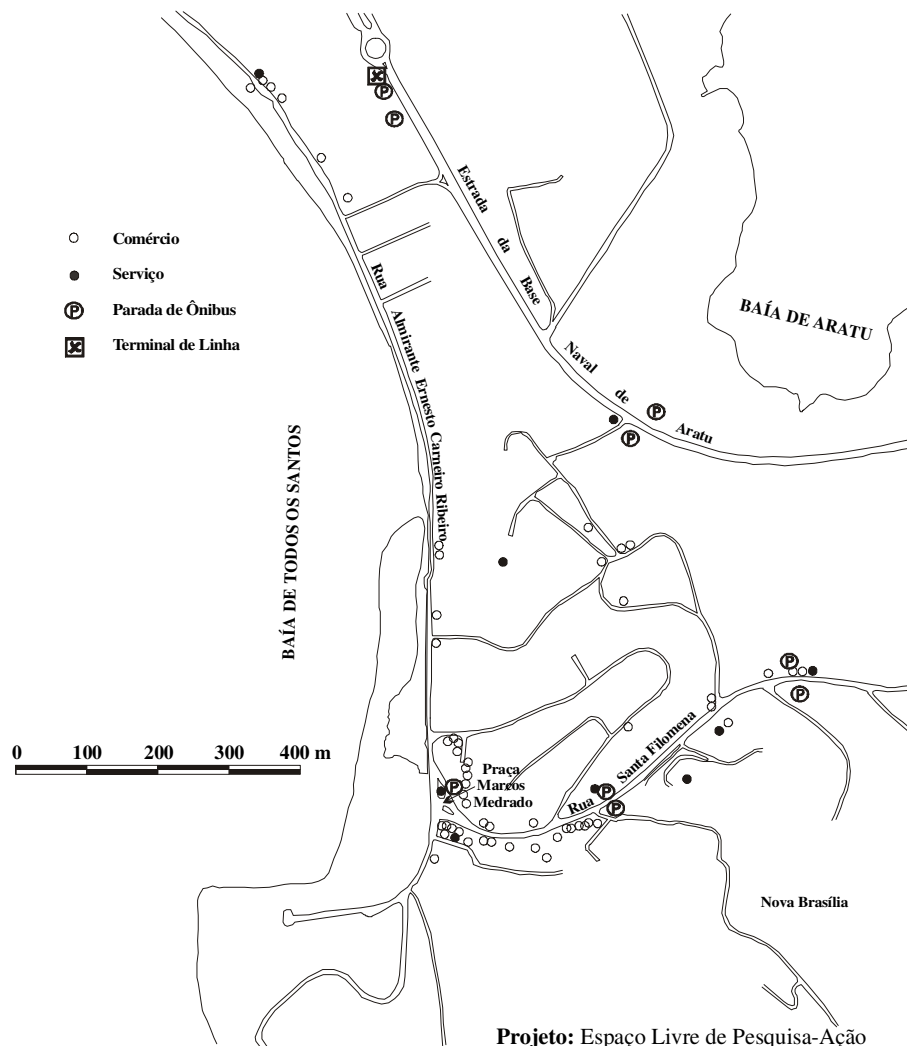 Estrada da Base Naval de Aratu
Comércio
Serviço
P Parada de Ônibus
Terminal de Linha
Rua Almirante Ernesto Carneiro Ribeiro
BAÍA DE ARATU
BAÍA DE TODOS OS SANTOS
0 100 200 300 400 m
Praça
Marcos
Medrado
Rua Santa Filomena
Nova Brasília
P
P
P
P
P
P
P
P
P
Projeto: Espaço Livre de Pesquisa-Ação